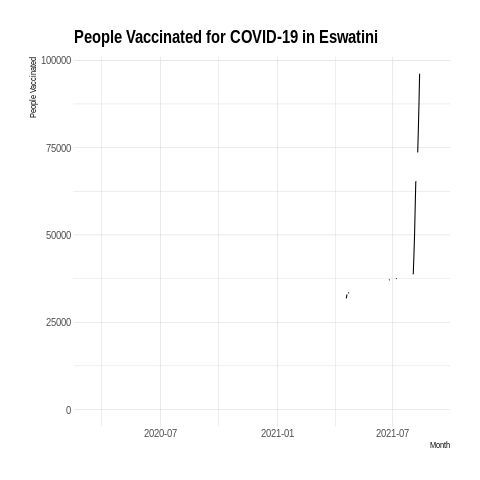 People Vaccinated for COVID-19 in Eswatini
People Vaccinated
100000
75000
50000
25000
0
2020-07
2021-01
2021-07
Month